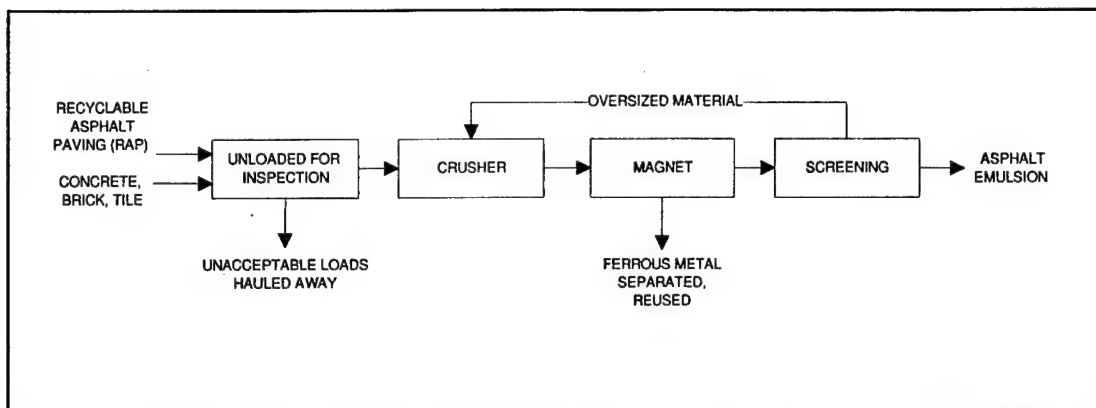 RECYCLABLE
ASPHALT
PAVING (RAP)
CONCRETE,
BRICK, TILE
UNLOADED FOR
INSPECTION
UNACCEPTABLE LOADS
HAULED AWAY
OVERSIZED MATERIAL
CRUSHER
MAGNET
FERROUS METAL
SEPARATED,
REUSED
SCREENING
ASPHALT
EMULSION